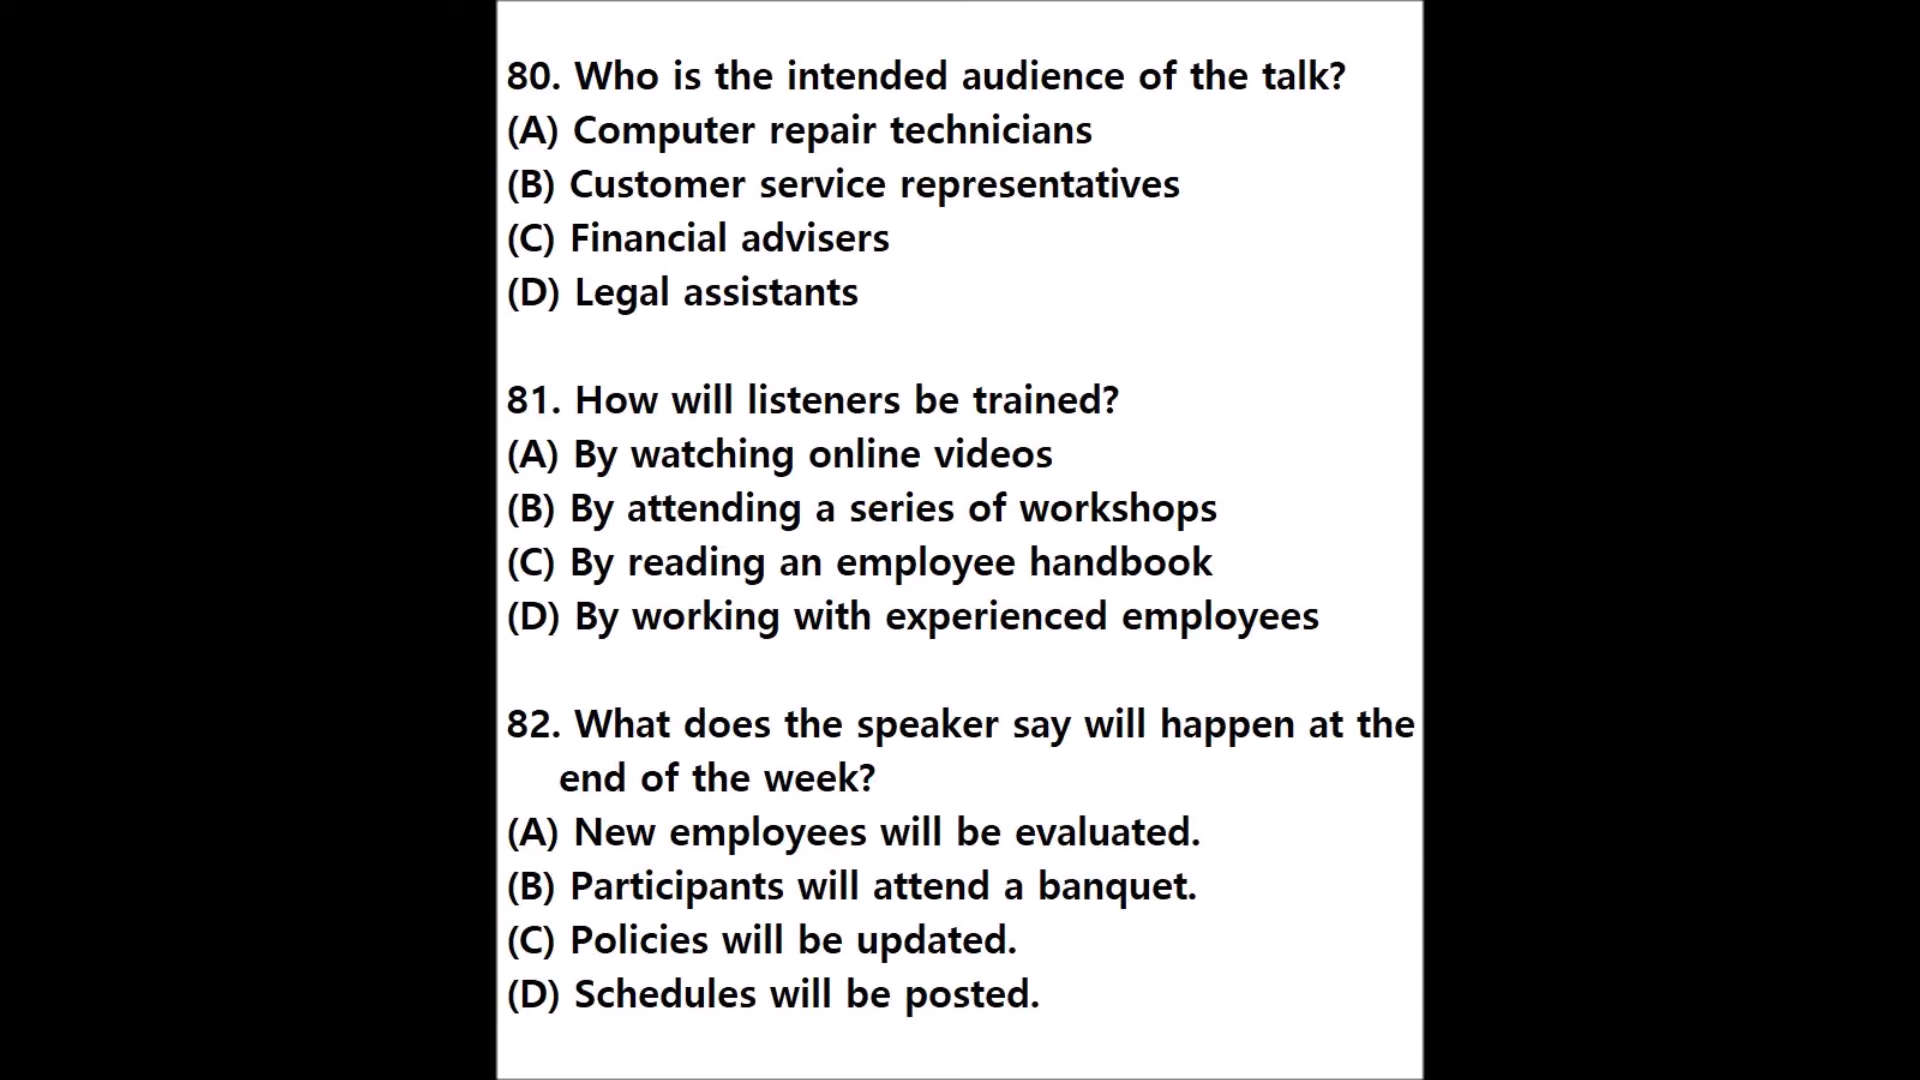 80. Who is the intended audience of the talk?
(A) Computer repair technicians
(B) Customer service representatives
(C) Financial advisers
(D) Legal assistants
81. How will listeners be trained?
(A) By watching online videos
(B) By attending a series of workshops
(C) By reading an employee handbook
(D) By working with experienced employees
82. What does the speaker say will happen at the
end of the week?
(A) New employees will be evaluated.
(B) Participants will attend a banquet.
(C) Policies will be updated.
(D) Schedules will be posted.